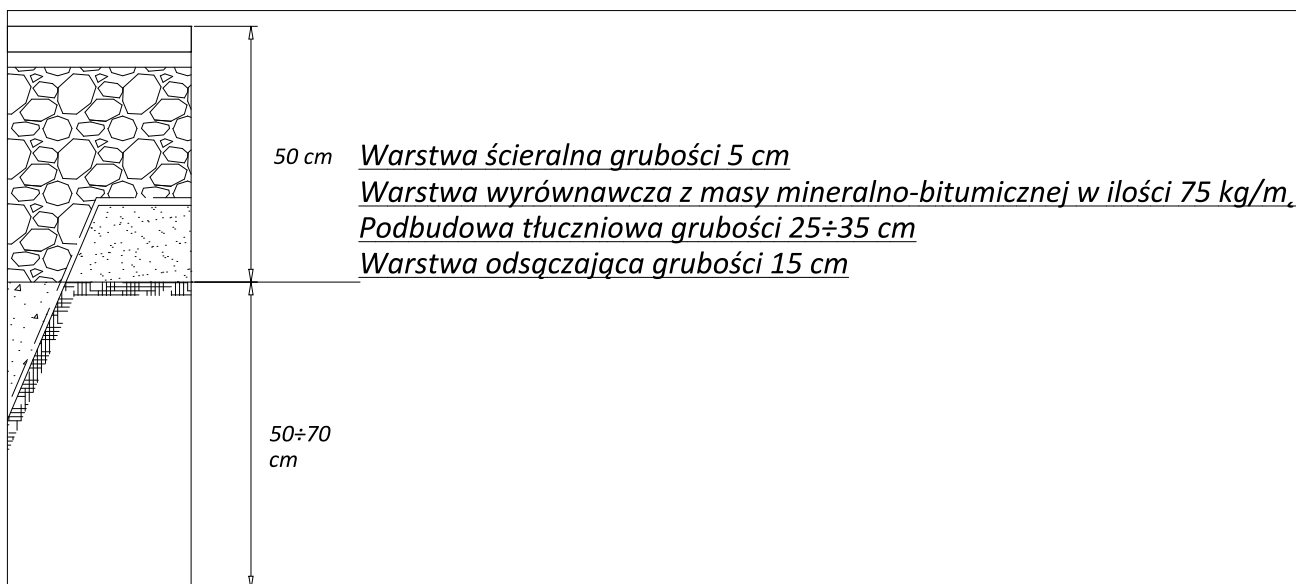 50 cm
Warstwa ścieralna grubości 5 cm
Warstwa wyrównawcza z masy mineralno-bitumicznej w ilości 75 kg/m
Podbudowa tłuczniowa grubości 25÷35 cm
Warstwa odsączająca grubości 15 cm
50÷70
cm